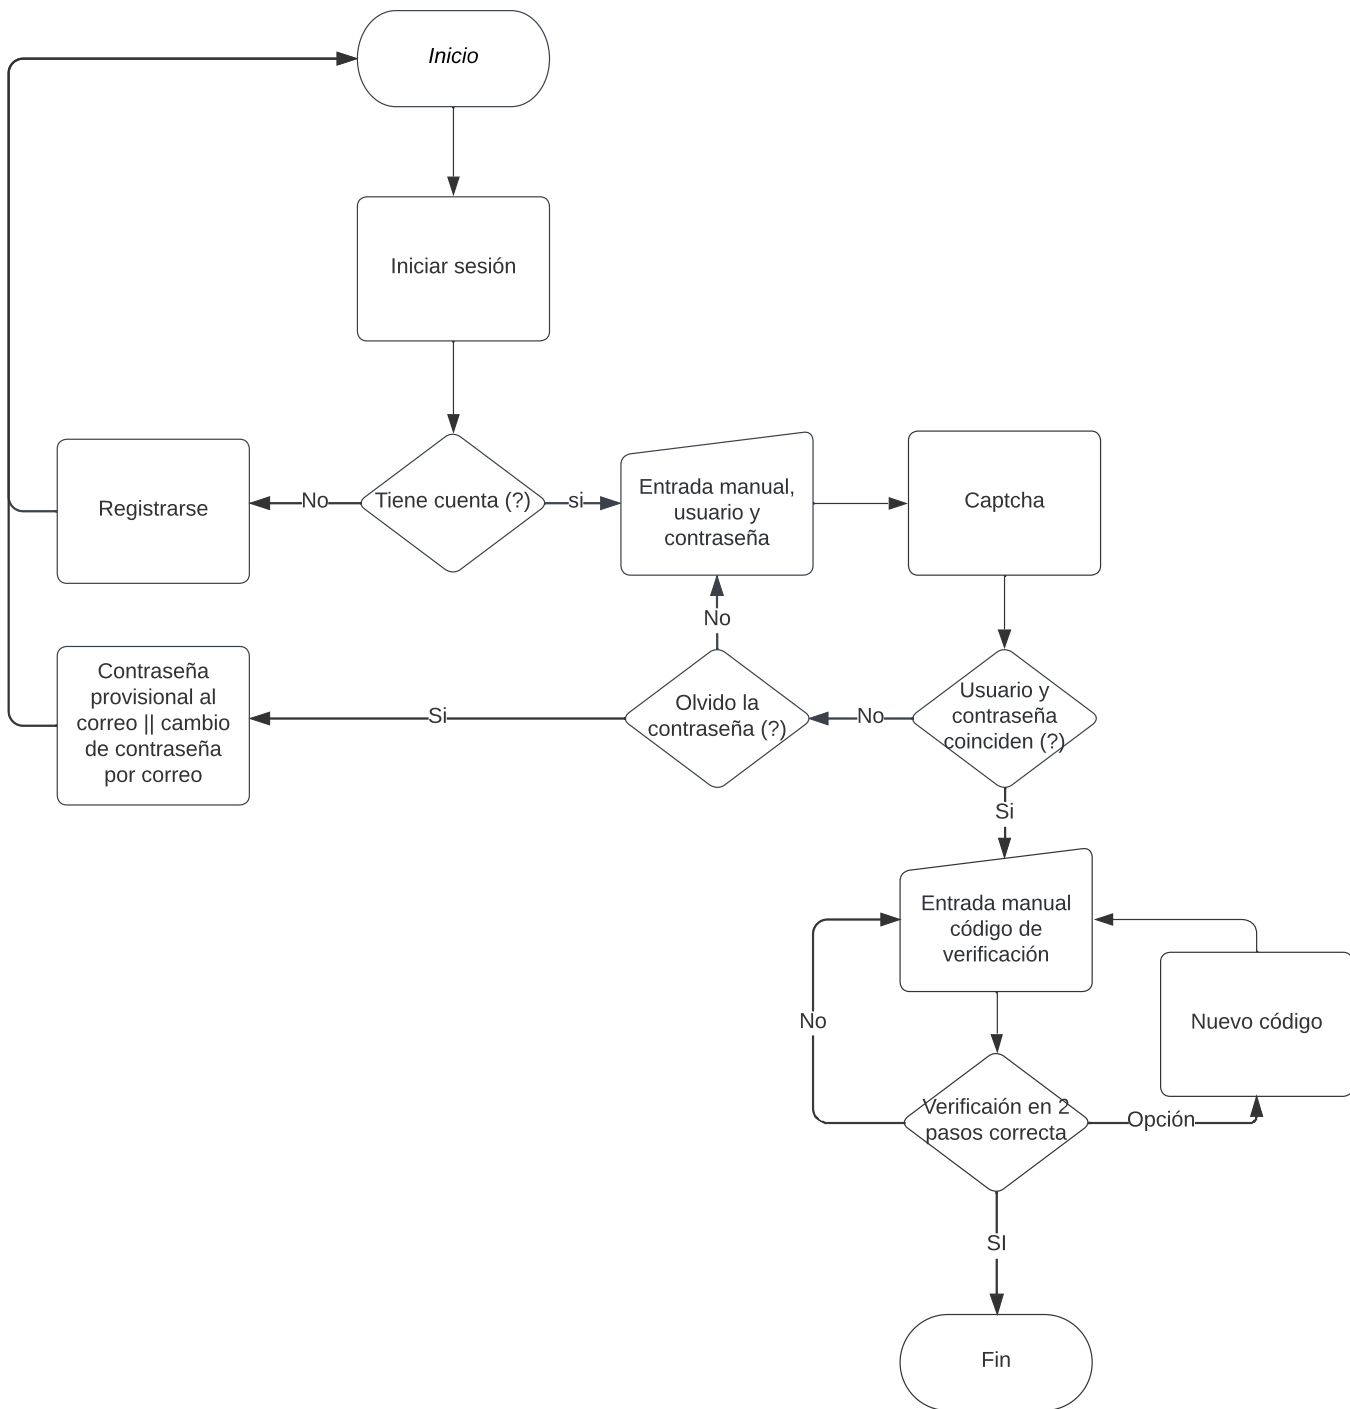 Inicio
Iniciar sesión
Registrarse
No
Tiene cuenta (?)
si
Entrada manual,
usuario y
contraseña
Captcha
No
Contraseña
provisional al
correo || cambio
de contraseña
por correo
Si
Olvido la
contraseña (?)
No
Usuario y
contraseña
coinciden (?)
Si
Entrada manual
código de
verificación
No
Nuevo código
Verificaión en 2
pasos correcta
Opción
SI
Fin